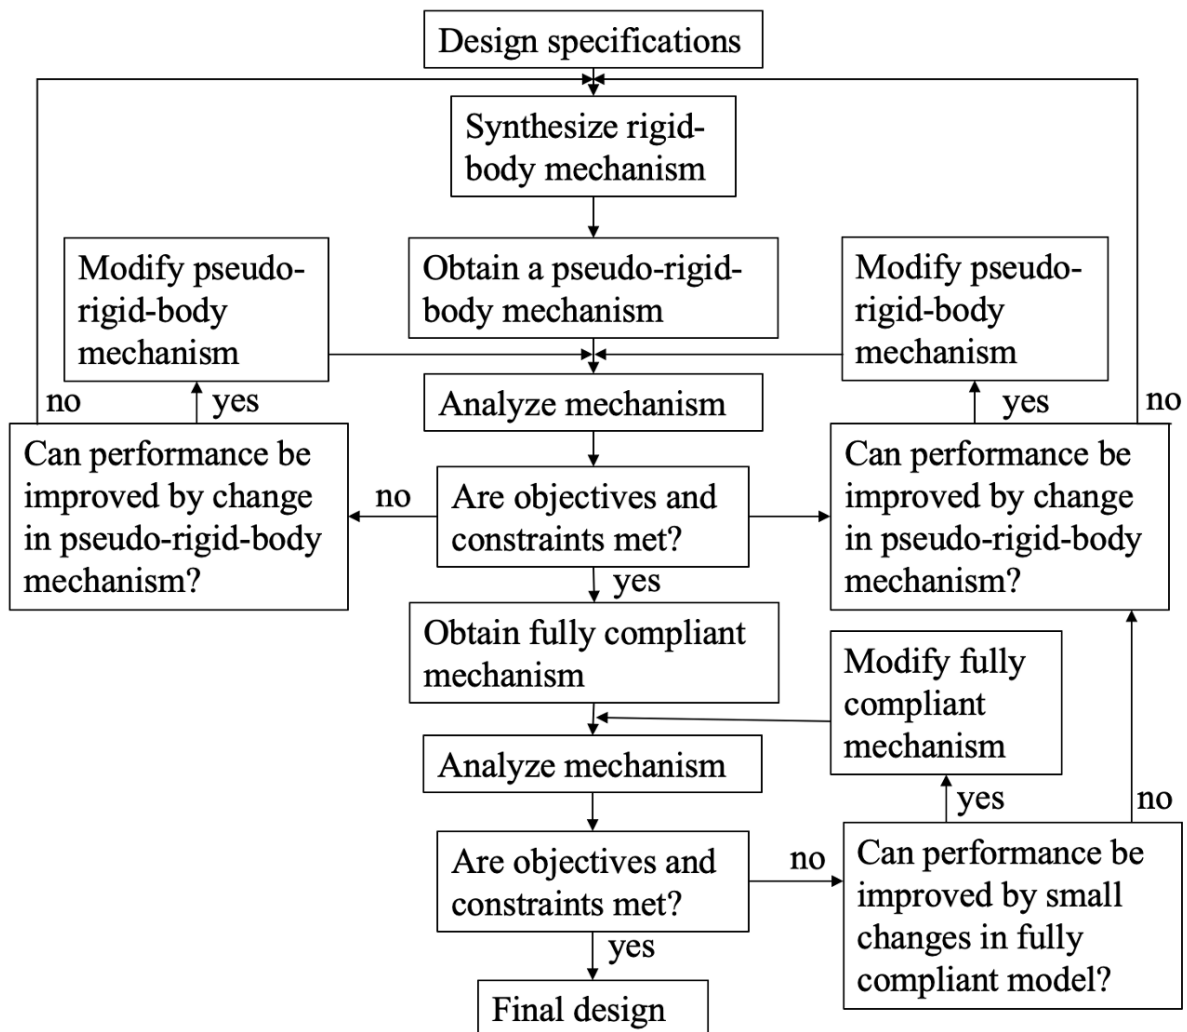 Design specifications
Synthesize rigid-
body mechanism
Modify pseudo-
rigid-body
mechanism
Obtain a pseudo-rigid-
body mechanism
Modify pseudo-
rigid-body
mechanism
no
yes
Analyze mechanism
yes
no
Can performance be
improved by change
in pseudo-rigid-body
mechanism?
no
Are objectives and
constraints met?
Can performance be
improved by change
in pseudo-rigid-body
mechanism?
yes
Obtain fully compliant
mechanism
Modify fully
compliant
mechanism
Analyze mechanism
yes
no
Are objectives and
constraints met?
no
Can performance be
improved by small
changes in fully
compliant model?
yes
Final design